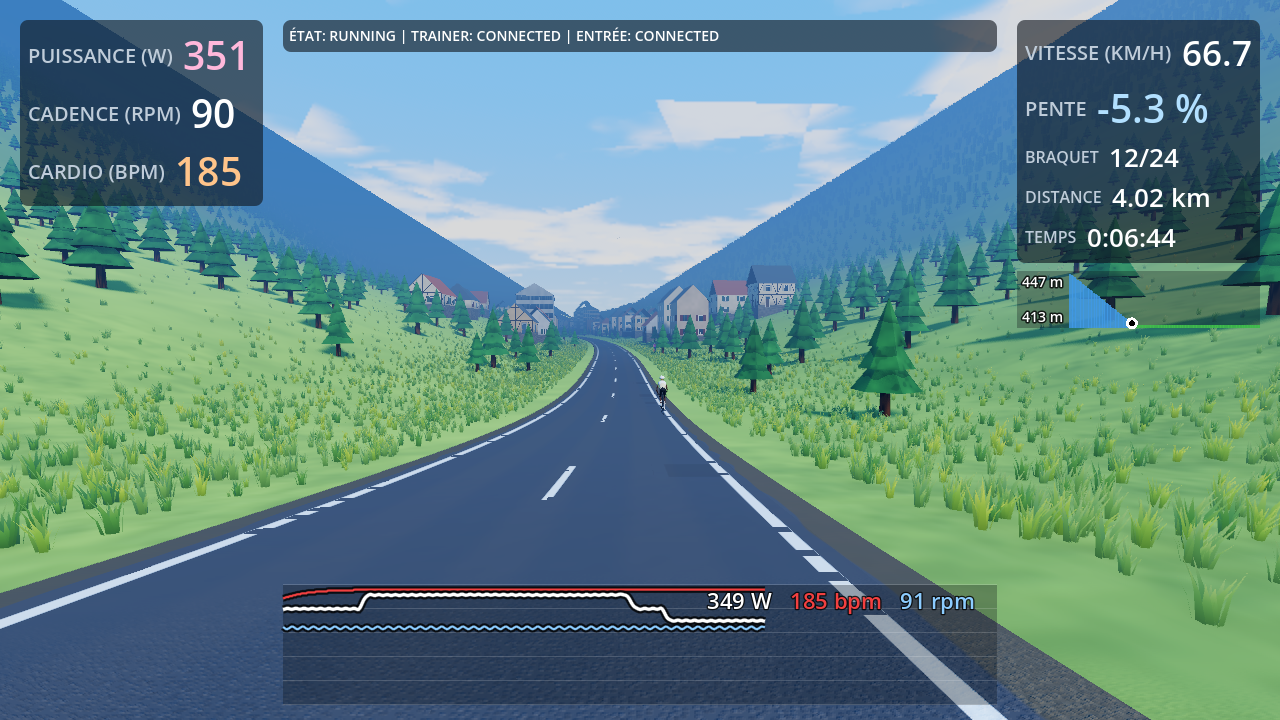 PUISSANCE (W) 351
CADENCE (RPM) 90
CARDIO (BPM) 185
ÉTAT: RUNNING | TRAINER: CONNECTED | ENTRÉE: CONNECTED
VITESSE (KM/H) 66.7
PENTE -5.3 %
BRAQUET 12/24
DISTANCE 4.02 km
TEMPS 0:06:44
447 m
413 m
349 W 185 bpm 91 rpm